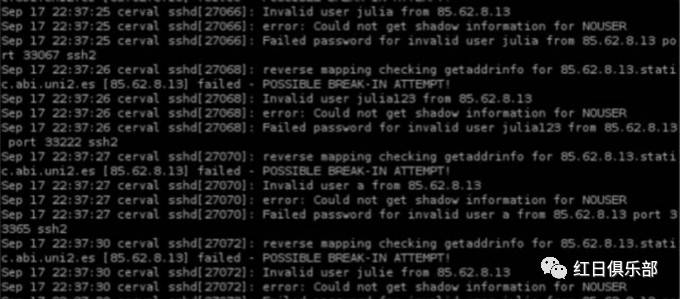 Sep 17 22:37:25 cerval sshd[27066]: Invalid user julia from 85.62.8.13
Sep 17 22:37:25 cerval sshd[27066]: error: Could not get shadow information for NOUSER
Sep 17 22:37:25 cerval sshd[27066]: Failed password for invalid user julia from 85.62.8.13 po
rt 33067 ssh2
Sep 17 22:37:26 cerval sshd[27068]: reverse mapping checking getaddrinfo for 85.62.8.13.stati
c.abi.uni2.es [85.62.8.13] failed - POSSIBLE BREAK-IN ATTEMPT!
Sep 17 22:37:26 cerval sshd[27068]: Invalid user julia123 from 85.62.8.13
Sep 17 22:37:26 cerval sshd[27068]: error: Could not get shadow information for NOUSER
Sep 17 22:37:26 cerval sshd[27068]: Failed password for invalid user julia123 from 85.62.8.13
 port 33222 ssh2
Sep 17 22:37:27 cerval sshd[27070]: reverse mapping checking getaddrinfo for 85.62.8.13.stati
c.abi.uni2.es [85.62.8.13] failed - POSSIBLE BREAK-IN ATTEMPT!
Sep 17 22:37:27 cerval sshd[27070]: Invalid user a from 85.62.8.13
Sep 17 22:37:27 cerval sshd[27070]: error: Could not get shadow information for NOUSER
Sep 17 22:37:27 cerval sshd[27070]: Failed password for invalid user a from 85.62.8.13 port 3
3365 ssh2
Sep 17 22:37:30 cerval sshd[27072]: reverse mapping checking getaddrinfo for 85.62.8.13.stati
c.abi.uni2.es [85.62.8.13] failed - POSSIBLE BREAK-IN ATTEMPT!
Sep 17 22:37:30 cerval sshd[27072]: Invalid user julie from 85.62.8.13
Sep 17 22:37:30 cerval sshd[27072]: error: Could not get shadow information for NOUSER
红日俱乐部